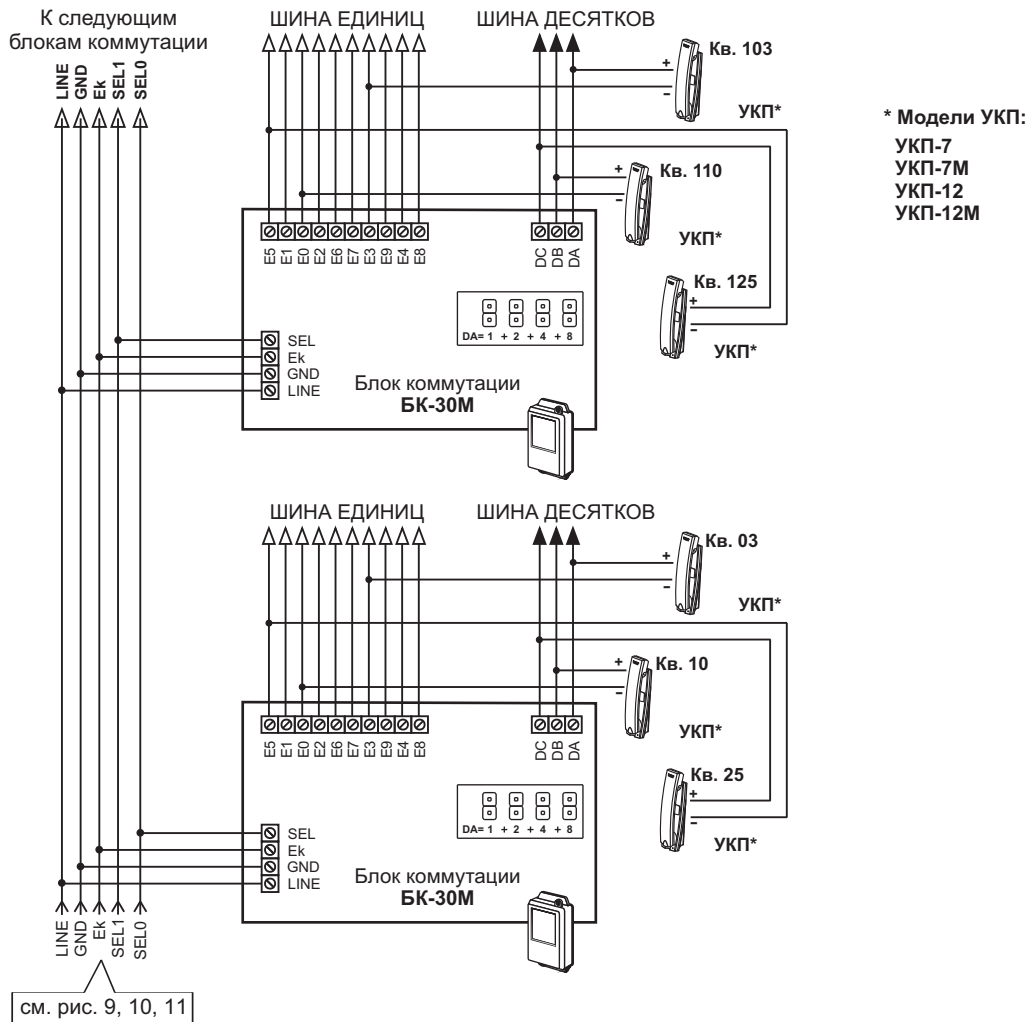 К следующим
блокам коммутации
LINE
GND
Ek
SEL1
SEL0
ШИНА ЕДИНИЦ
ШИНА ДЕСЯТКОВ
+
–
Кв. 103
УКП*
+
–
Кв. 110
УКП*
Кв. 125
+
–
УКП*
* Модели УКП:
УКП-7
УКП-7М
УКП-12
УКП-12М
E5
E1
E0
E2
E6
E7
E3
E9
E4
E8
DC
DB
DA
DA= 1 + 2 + 4 + 8
SEL
Ek
GND
LINE
Блок коммутации
БК-30М
ШИНА ЕДИНИЦ
ШИНА ДЕСЯТКОВ
+
–
Кв. 03
УКП*
+
–
Кв. 10
УКП*
Кв. 25
+
–
УКП*
E5
E1
E0
E2
E6
E7
E3
E9
E4
E8
DC
DB
DA
DA= 1 + 2 + 4 + 8
SEL
Ek
GND
LINE
Блок коммутации
БК-30М
LINE
GND
Ek
SEL1
SEL0
см. рис. 9, 10, 11